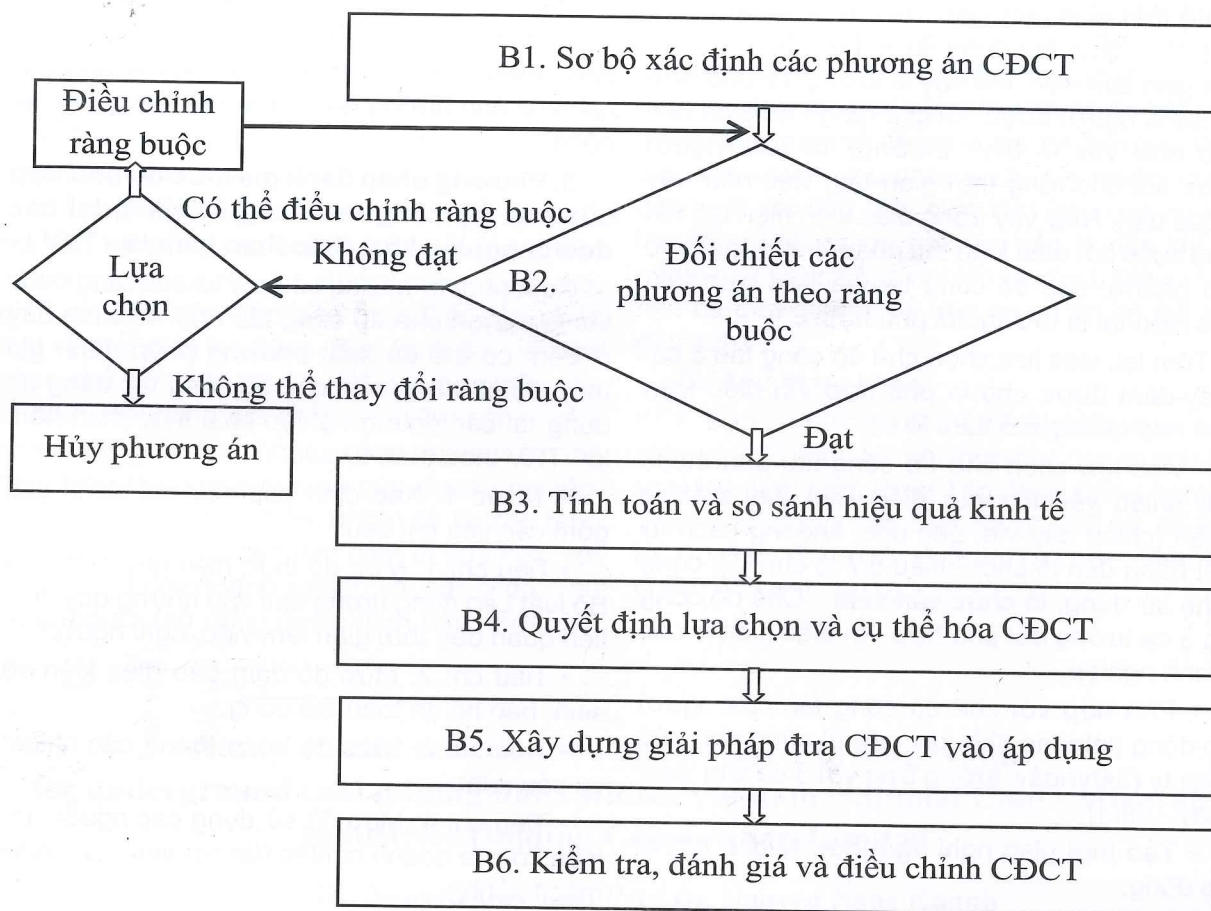 B1. Sơ bộ xác định các phương án CĐCT
Điều chỉnh
ràng buộc
Có thể điều chỉnh ràng buộc
Lựa
chọn
Không đạt
B2.
Đối chiếu các
phương án theo ràng
buộc
Không thể thay đổi ràng buộc
Hủy phương án
Đạt
B3. Tính toán và so sánh hiệu quả kinh tế
B4. Quyết định lựa chọn và cụ thể hóa CĐCT
B5. Xây dựng giải pháp đưa CĐCT vào áp dụng
B6. Kiểm tra, đánh giá và điều chỉnh CĐCT